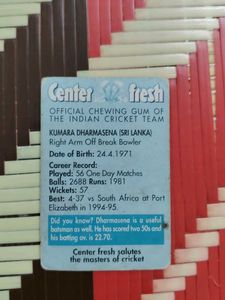 Center fresh
OFFICIAL CHEWING GUM OF
THE INDIAN CRICKET TEAM
KUMARA DHARMASENA (SRI LANKA)
Right Arm Off Break Bowler
Date of Birth: 24.4.1971
Career Record:
Played: 56 One Day Matches
Balls: 2688 Runs: 1981
Wickets: 57
Best: 4-37 vs South Africa at Port
Elizabeth in 1994-95.
Did you know? Dharmasena is a useful
batsman as well. He has scored two 50s and
his batting av. is 22.70.
Center fresh salutes
the masters of cricket